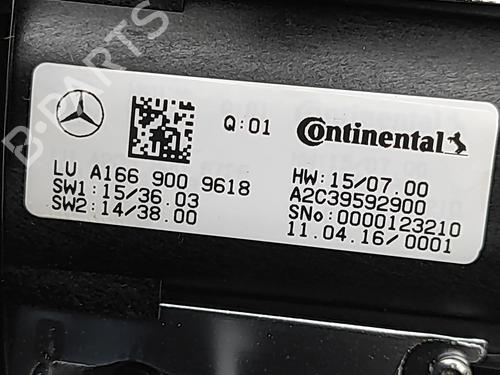 B-PARTS
Q:01
Continental
LU A166 900 9618
SW1:15/36.03
SW2:14/38.00
HW:15/07.00
A2C39592900
SNo:0000123210
11.04.16/0001